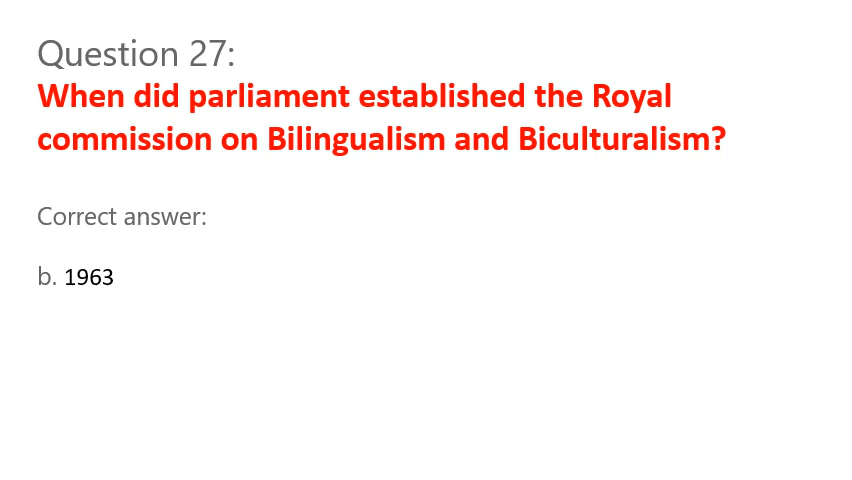 Question 27:
When did parliament established the Royal
commission on Bilingualism and Biculturalism?
Correct answer:
b. 1963